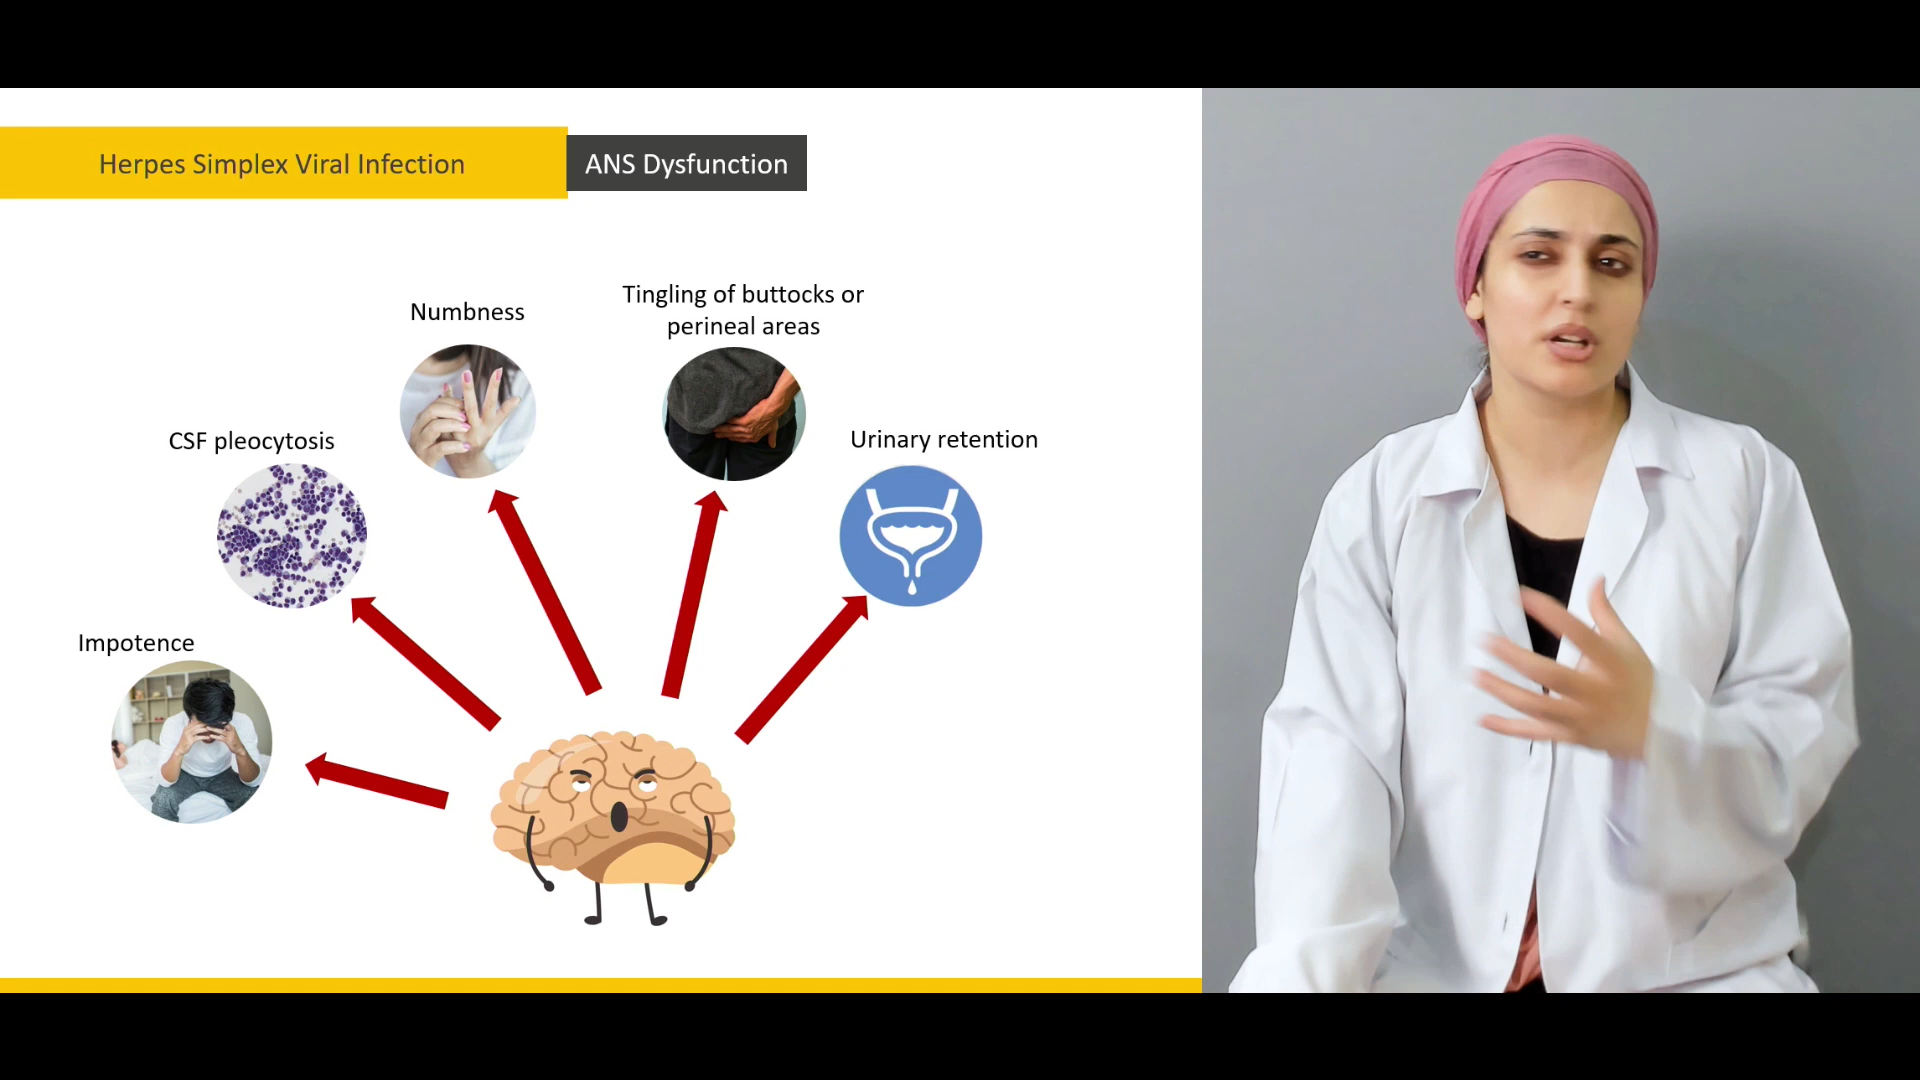 Herpes Simplex Viral Infection
ANS Dysfunction
Tingling of buttocks or
perineal areas
Numbness
CSF pleocytosis
Urinary retention
Impotence